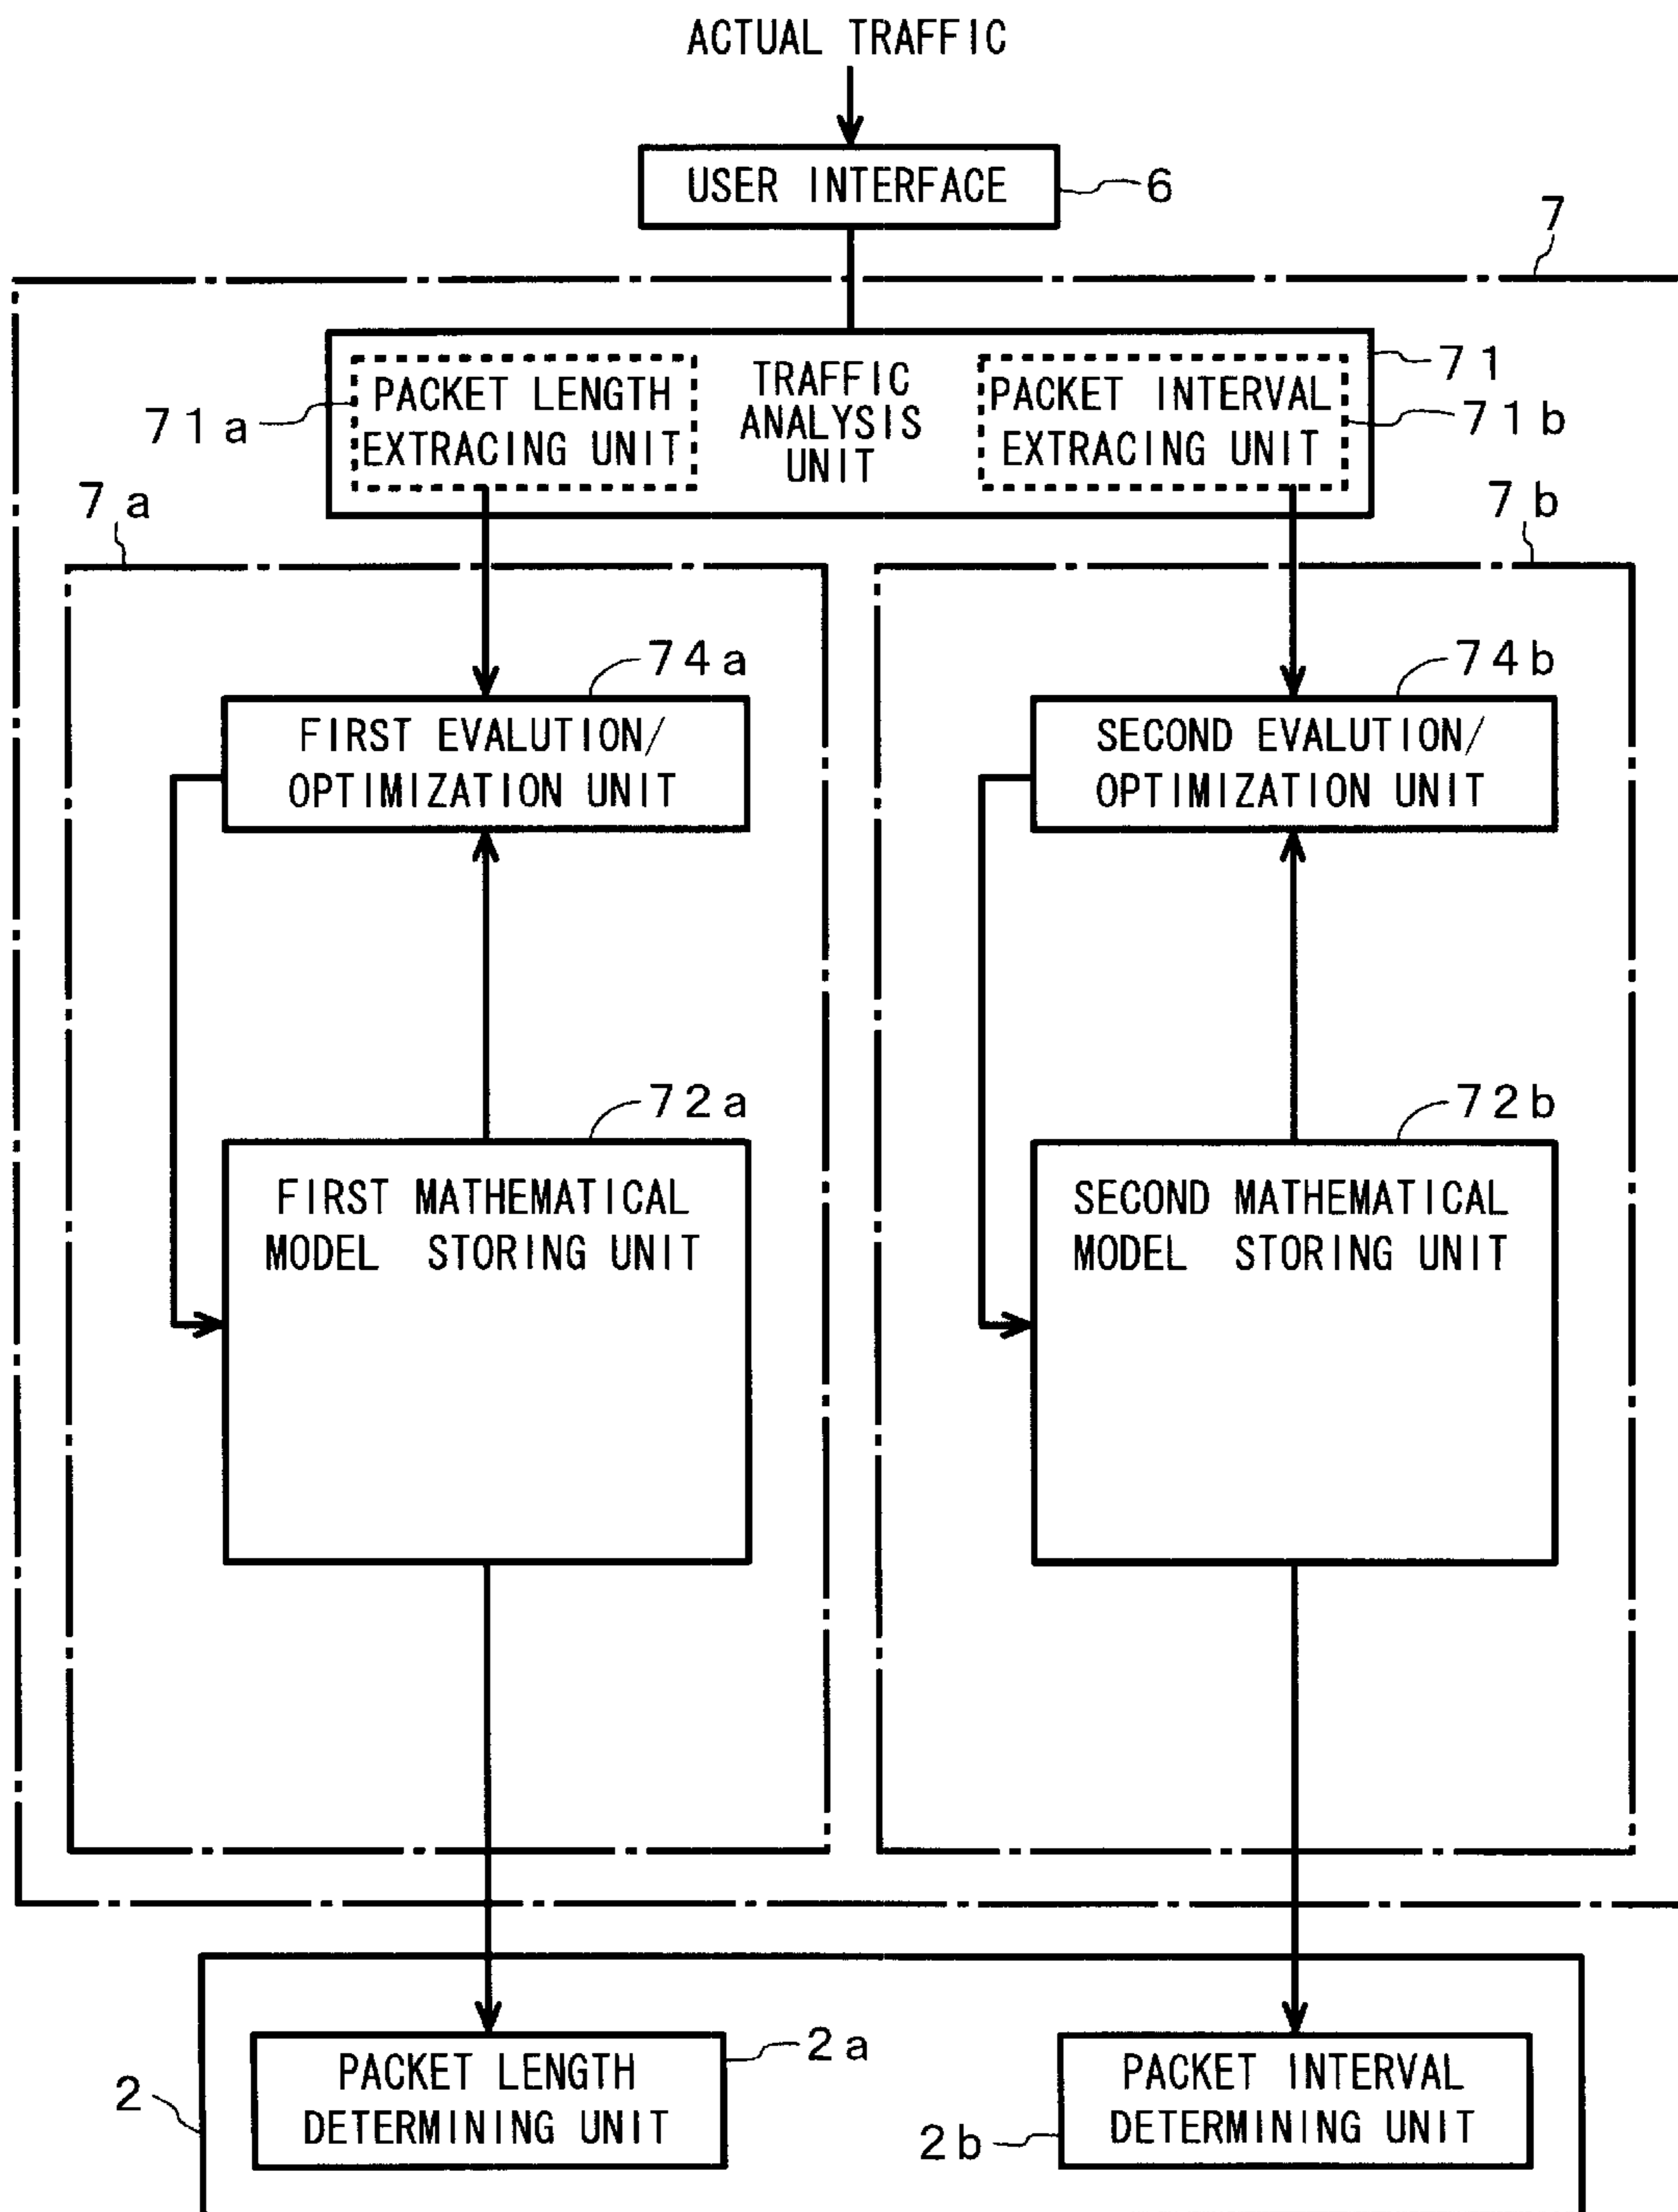 ACTUAL TRAFFIC
USER INTERFACE
6
7
PACKET LENGTH
EXTRACING UNIT
71a
TRAFFIC
ANALYSIS
UNIT
PACKET INTERVAL
EXTRACING UNIT
71
71b
7a
7b
74a
FIRST EVALUTION/
OPTIMIZATION UNIT
74b
SECOND EVALUTION/
OPTIMIZATION UNIT
72a
FIRST MATHEMATICAL
MODEL STORING UNIT
72b
SECOND MATHEMATICAL
MODEL STORING UNIT
2
PACKET LENGTH
DETERMINING UNIT
2a
PACKET INTERVAL
DETERMINING UNIT
2b